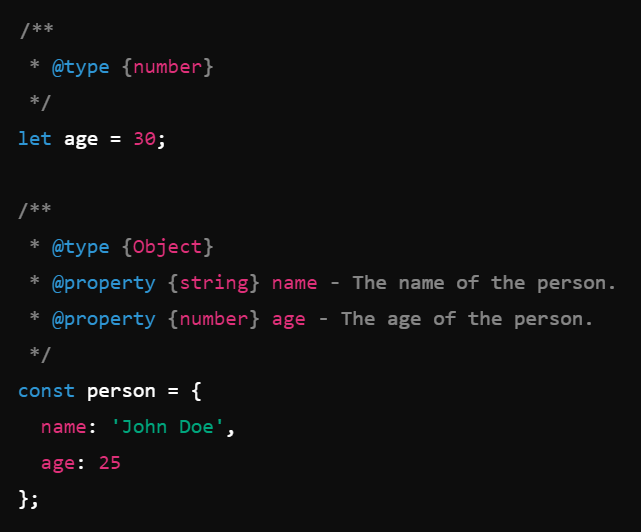 /**
 * @type {number}
 */
let age = 30;

/**
 * @type {Object}
 * @property {string} name - The name of the person.
 * @property {number} age - The age of the person.
 */
const person = {
  name: 'John Doe',
  age: 25
};